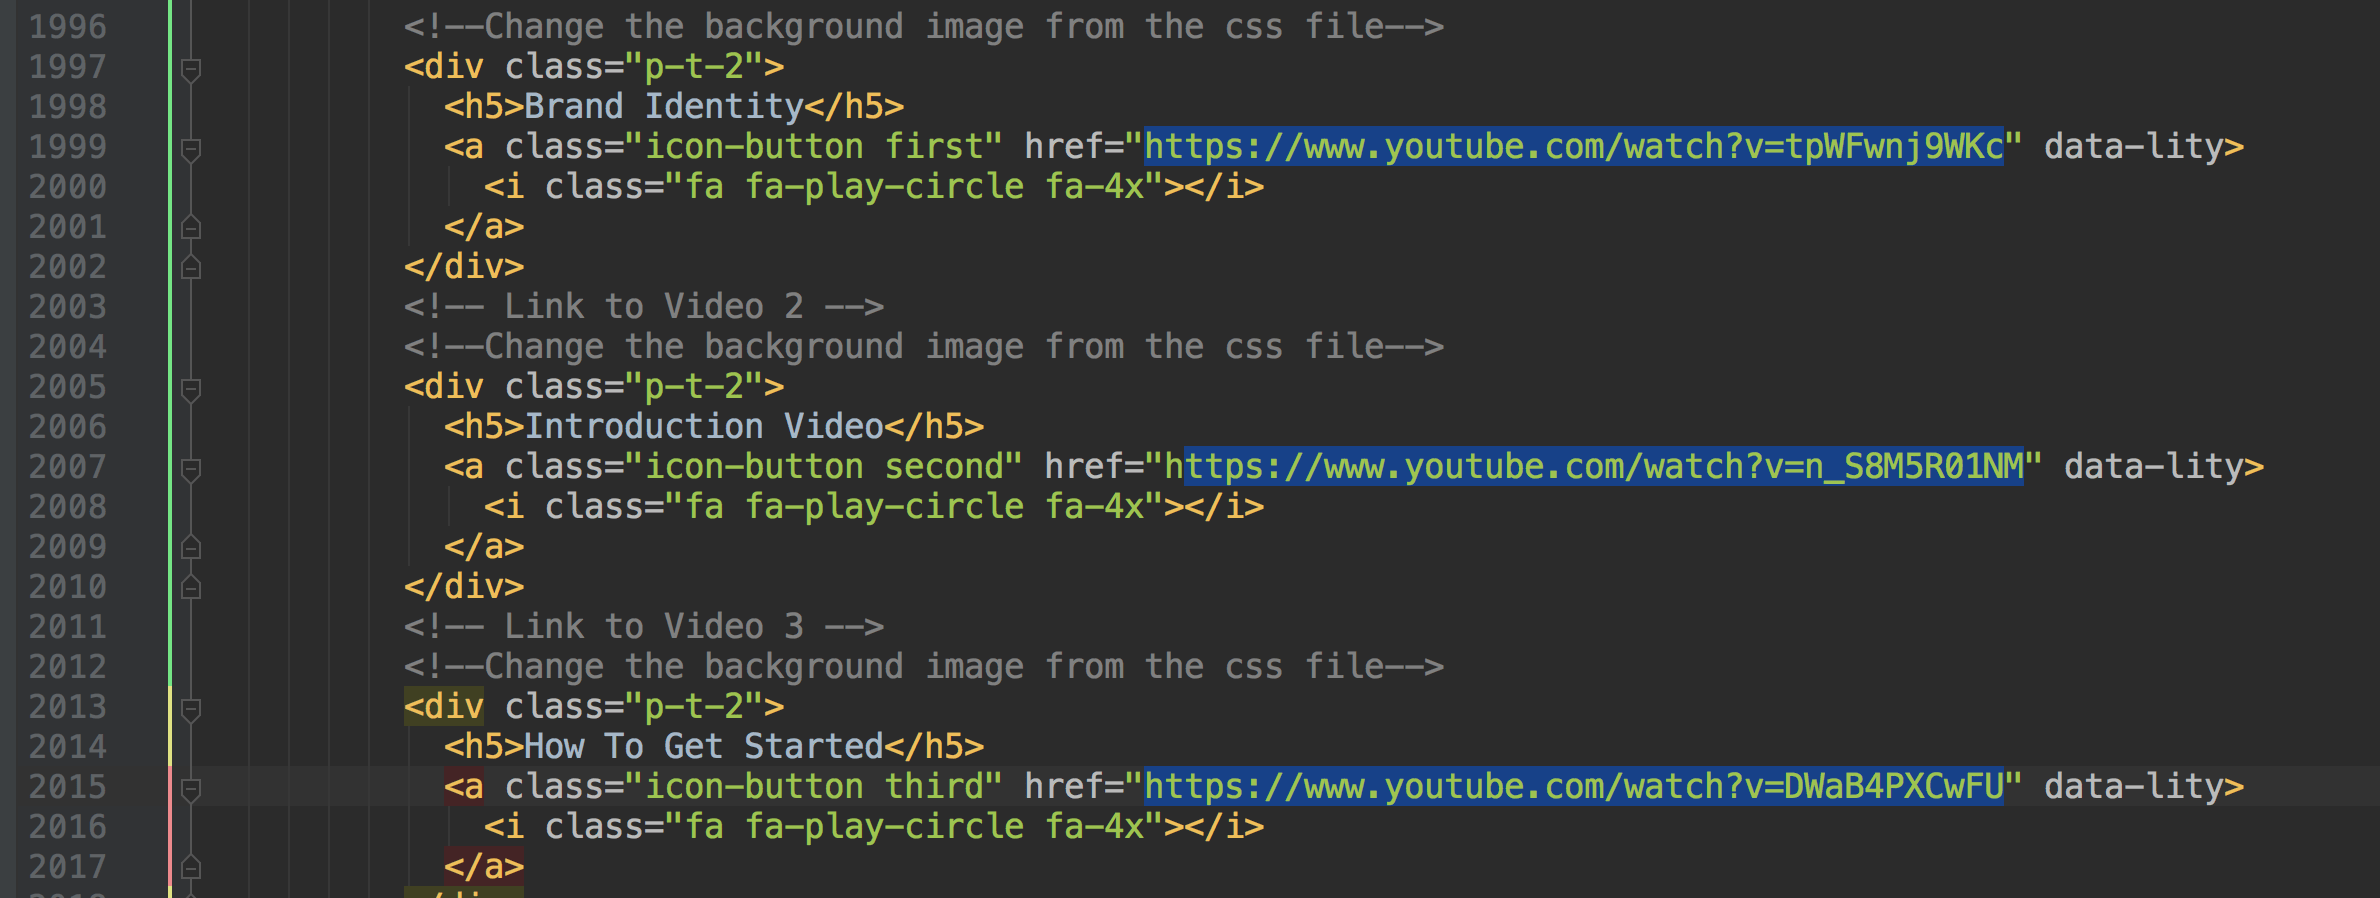 1996 <!--Change the background image from the css file-->
1997 <div class="p-t-2">
1998 <h5>Brand Identity</h5>
1999 <a class="icon-button first" href="https://www.youtube.com/watch?v=tpWFwnj9WKc" data-lity>
2000 <i class="fa fa-play-circle fa-4x"></i>
2001 </a>
2002 </div>
2003 <!-- Link to Video 2 -->
2004 <!--Change the background image from the css file-->
2005 <div class="p-t-2">
2006 <h5>Introduction Video</h5>
2007 <a class="icon-button second" href="https://www.youtube.com/watch?v=n_S8M5R01NM" data-lity>
2008 <i class="fa fa-play-circle fa-4x"></i>
2009 </a>
2010 </div>
2011 <!-- Link to Video 3 -->
2012 <!--Change the background image from the css file-->
2013 <div class="p-t-2">
2014 <h5>How To Get Started</h5>
2015 <a class="icon-button third" href="https://www.youtube.com/watch?v=DWaB4PXCwFU" data-lity>
2016 <i class="fa fa-play-circle fa-4x"></i>
2017 </a>